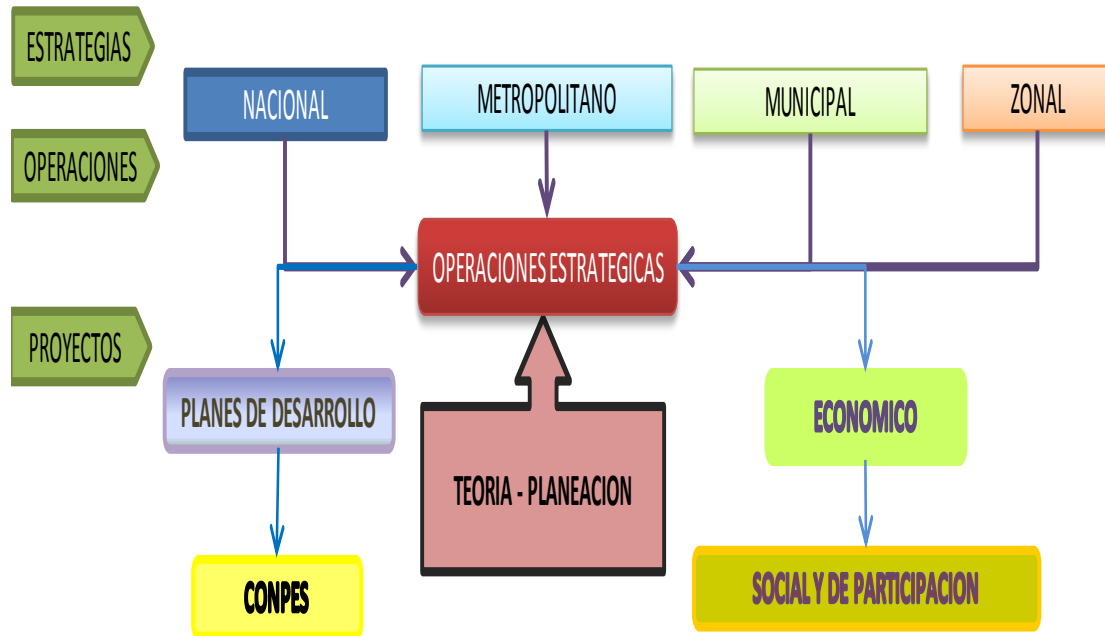 ESTRATEGIAS
NACIONAL
METROPOLITANO
MUNICIPAL
ZONAL
OPERACIONES
OPERACIONES ESTRATEGICAS
PROYECTOS
PLANES DE DESARROLLO
ECONOMICO
TEORIA - PLANEACION
CONPES
SOCIAL Y DE PARTICIPACION